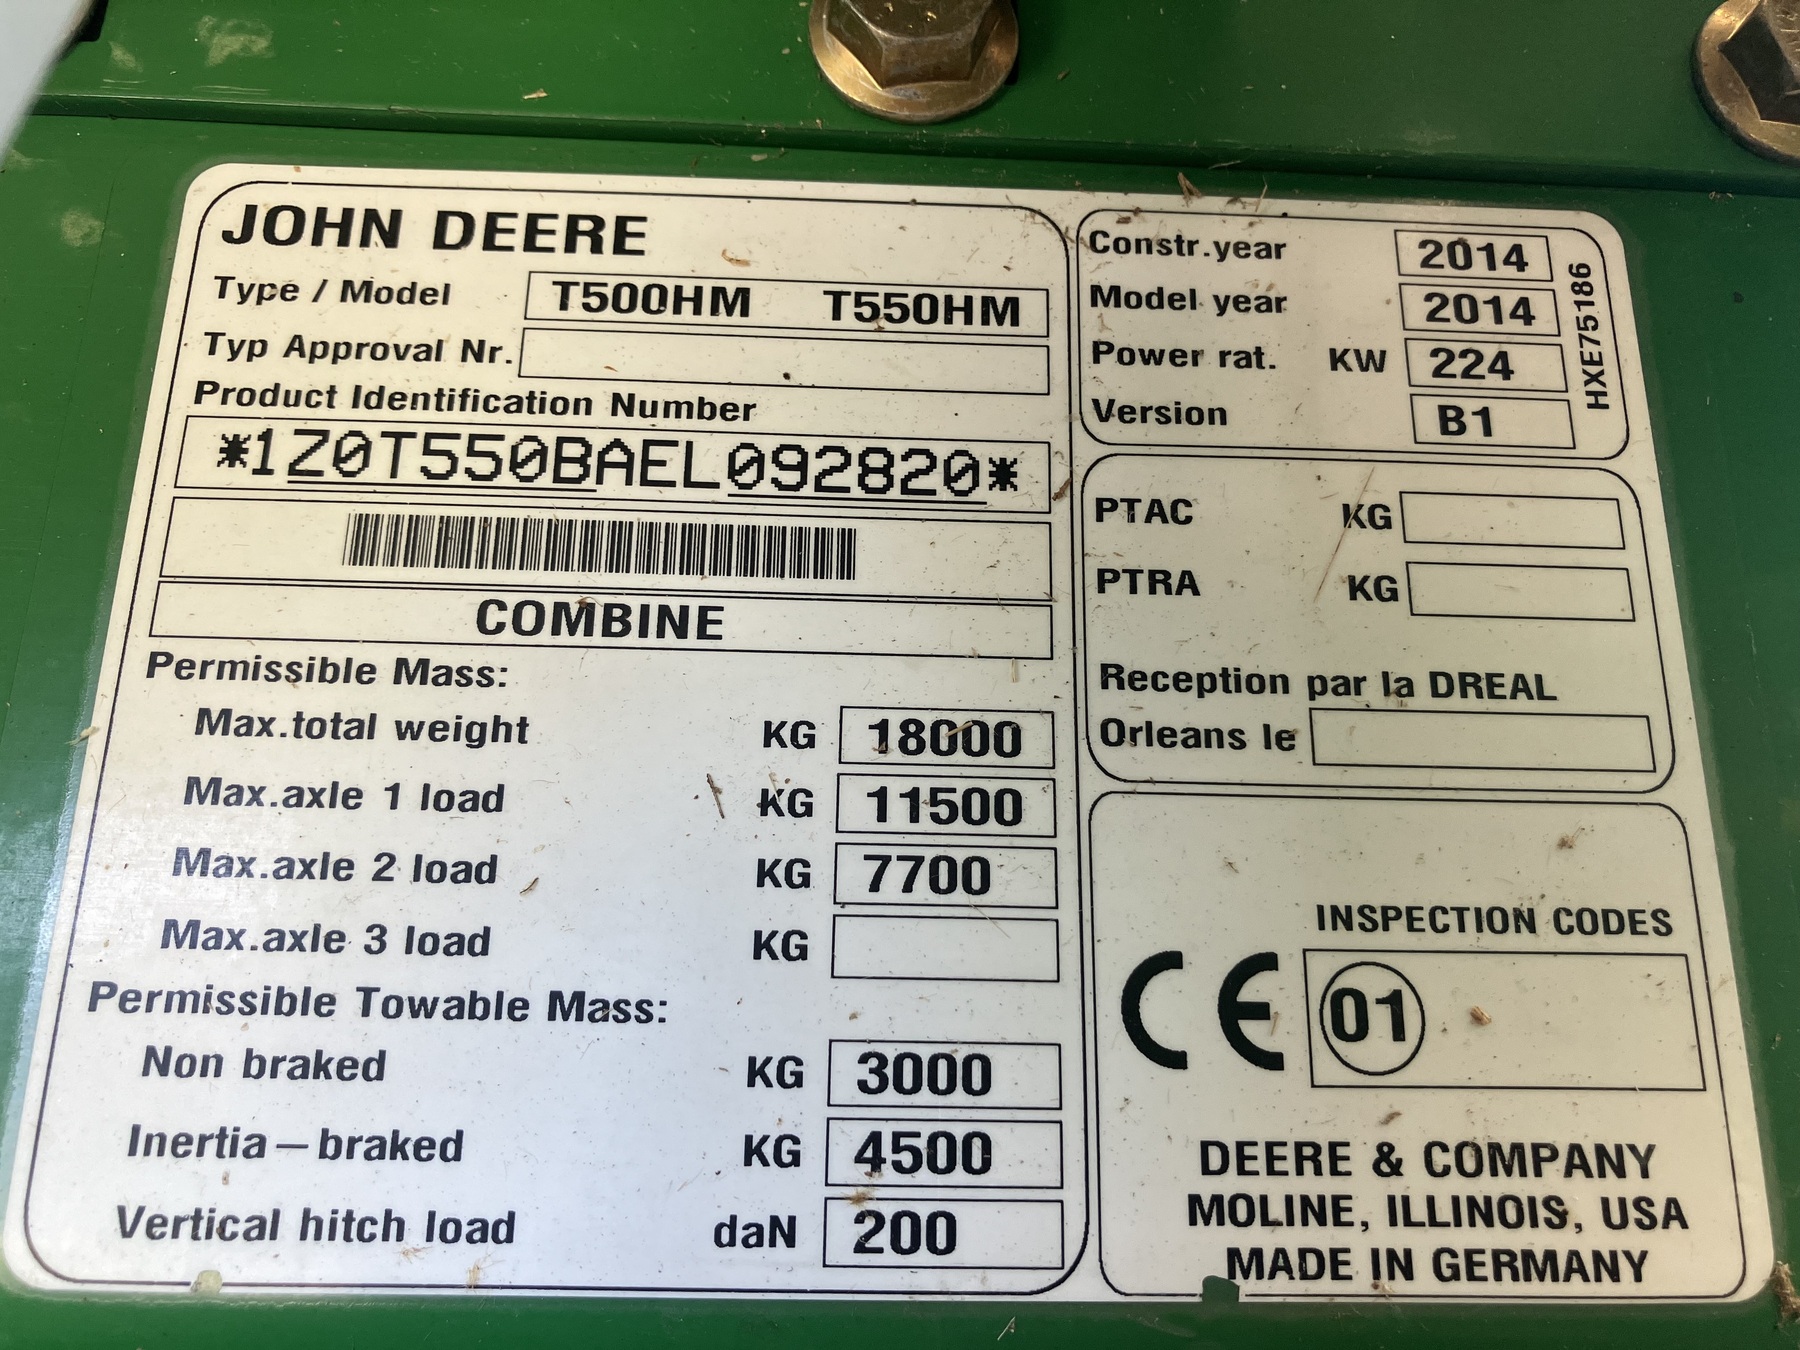 JOHN DEERE
Type / Model T500HM T550HM
Typ Approval Nr.
Product Identification Number
*1Z0T550BAEL092820*
COMBINE
Permissible Mass:
Max.total weight KG 18000
Max.axle 1 load KG 11500
Max.axle 2 load KG 7700
Max.axle 3 load KG
Permissible Towable Mass:
Non braked KG 3000
Inertia-braked KG 4500
Vertical hitch load daN 200
Constr.year 2014
Model year 2014
Power rat. KW 224
Version B1
HXE75186
PTAC KG
PTRA KG
Reception par la DREAL
Orleans le
INSPECTION CODES
CE 01
DEERE & COMPANY
MOLINE, ILLINOIS, USA
MADE IN GERMANY